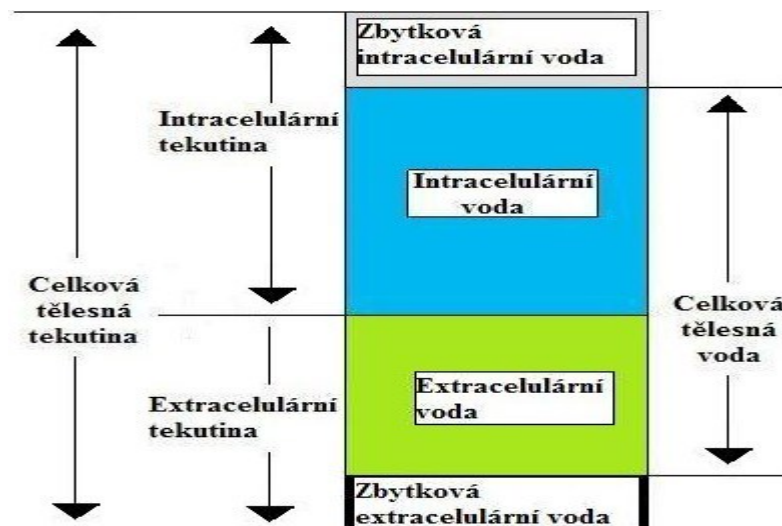 Zbytková
intracelulární voda
Intracelulární
tekutina
Intracelulární
voda
Celková
tělesná
tekutina
Celková
tělesná
voda
Extracelulární
tekutina
Extracelulární
voda
Zbytková
extracelulární voda